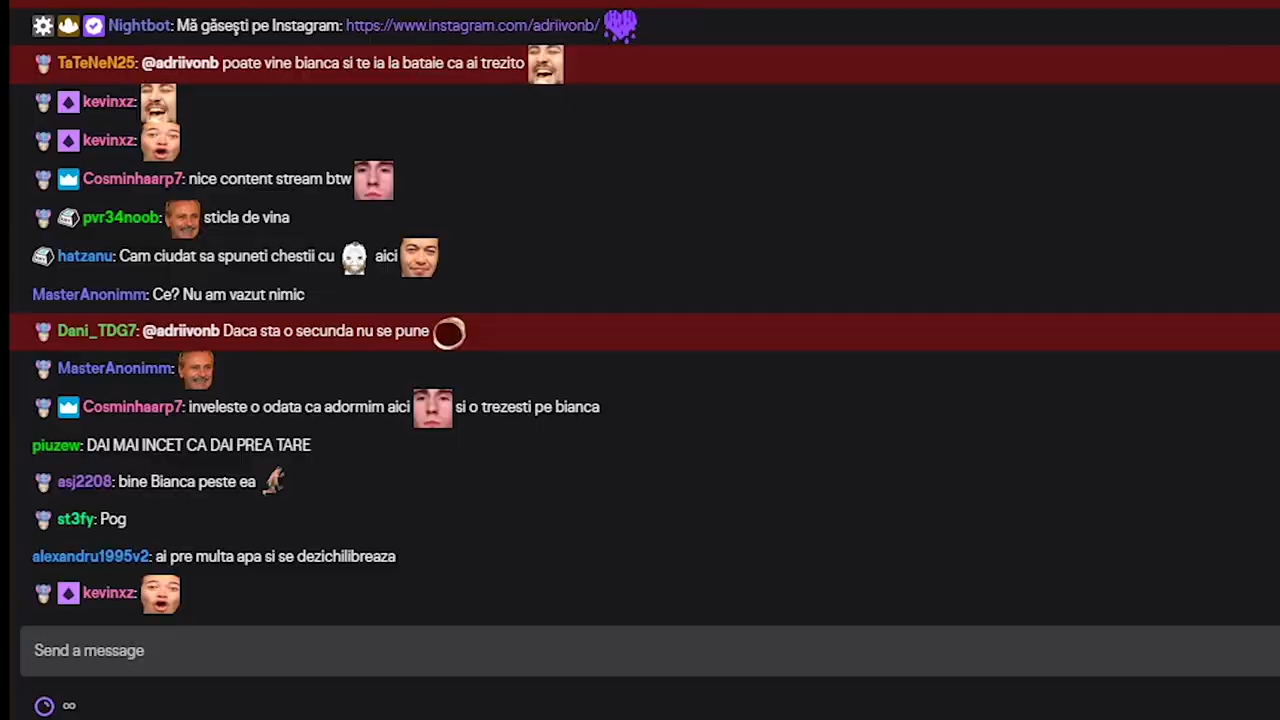 Nightbot: Mă găsești pe Instagram: https://www.instagram.com/adriivonb/
TaTeNeN25: @adriivonb poate vine bianca si te ia la bataie ca ai trezito
kevinxz:
kevinxz:
Cosminhaarp7: nice content stream btw
pvr34noob: sticla de vina
hatzanu: Cam ciudat sa spuneti chestii cu aici
MasterAnonimm: Ce? Nu am vazut nimic
Dani_TDG7: @adriivonb Daca sta o secunda nu se pune
MasterAnonimm:
Cosminhaarp7: inveleste o odata ca adormim aici si o trezesti pe bianca
piuzew: DAI MAI INCET CA DAI PREA TARE
asj2208: bine Bianca peste ea
st3fy: Pog
alexandru1995v2: ai pre multa apa si se dezichilibreaza
kevinxz:
Send a message
∞